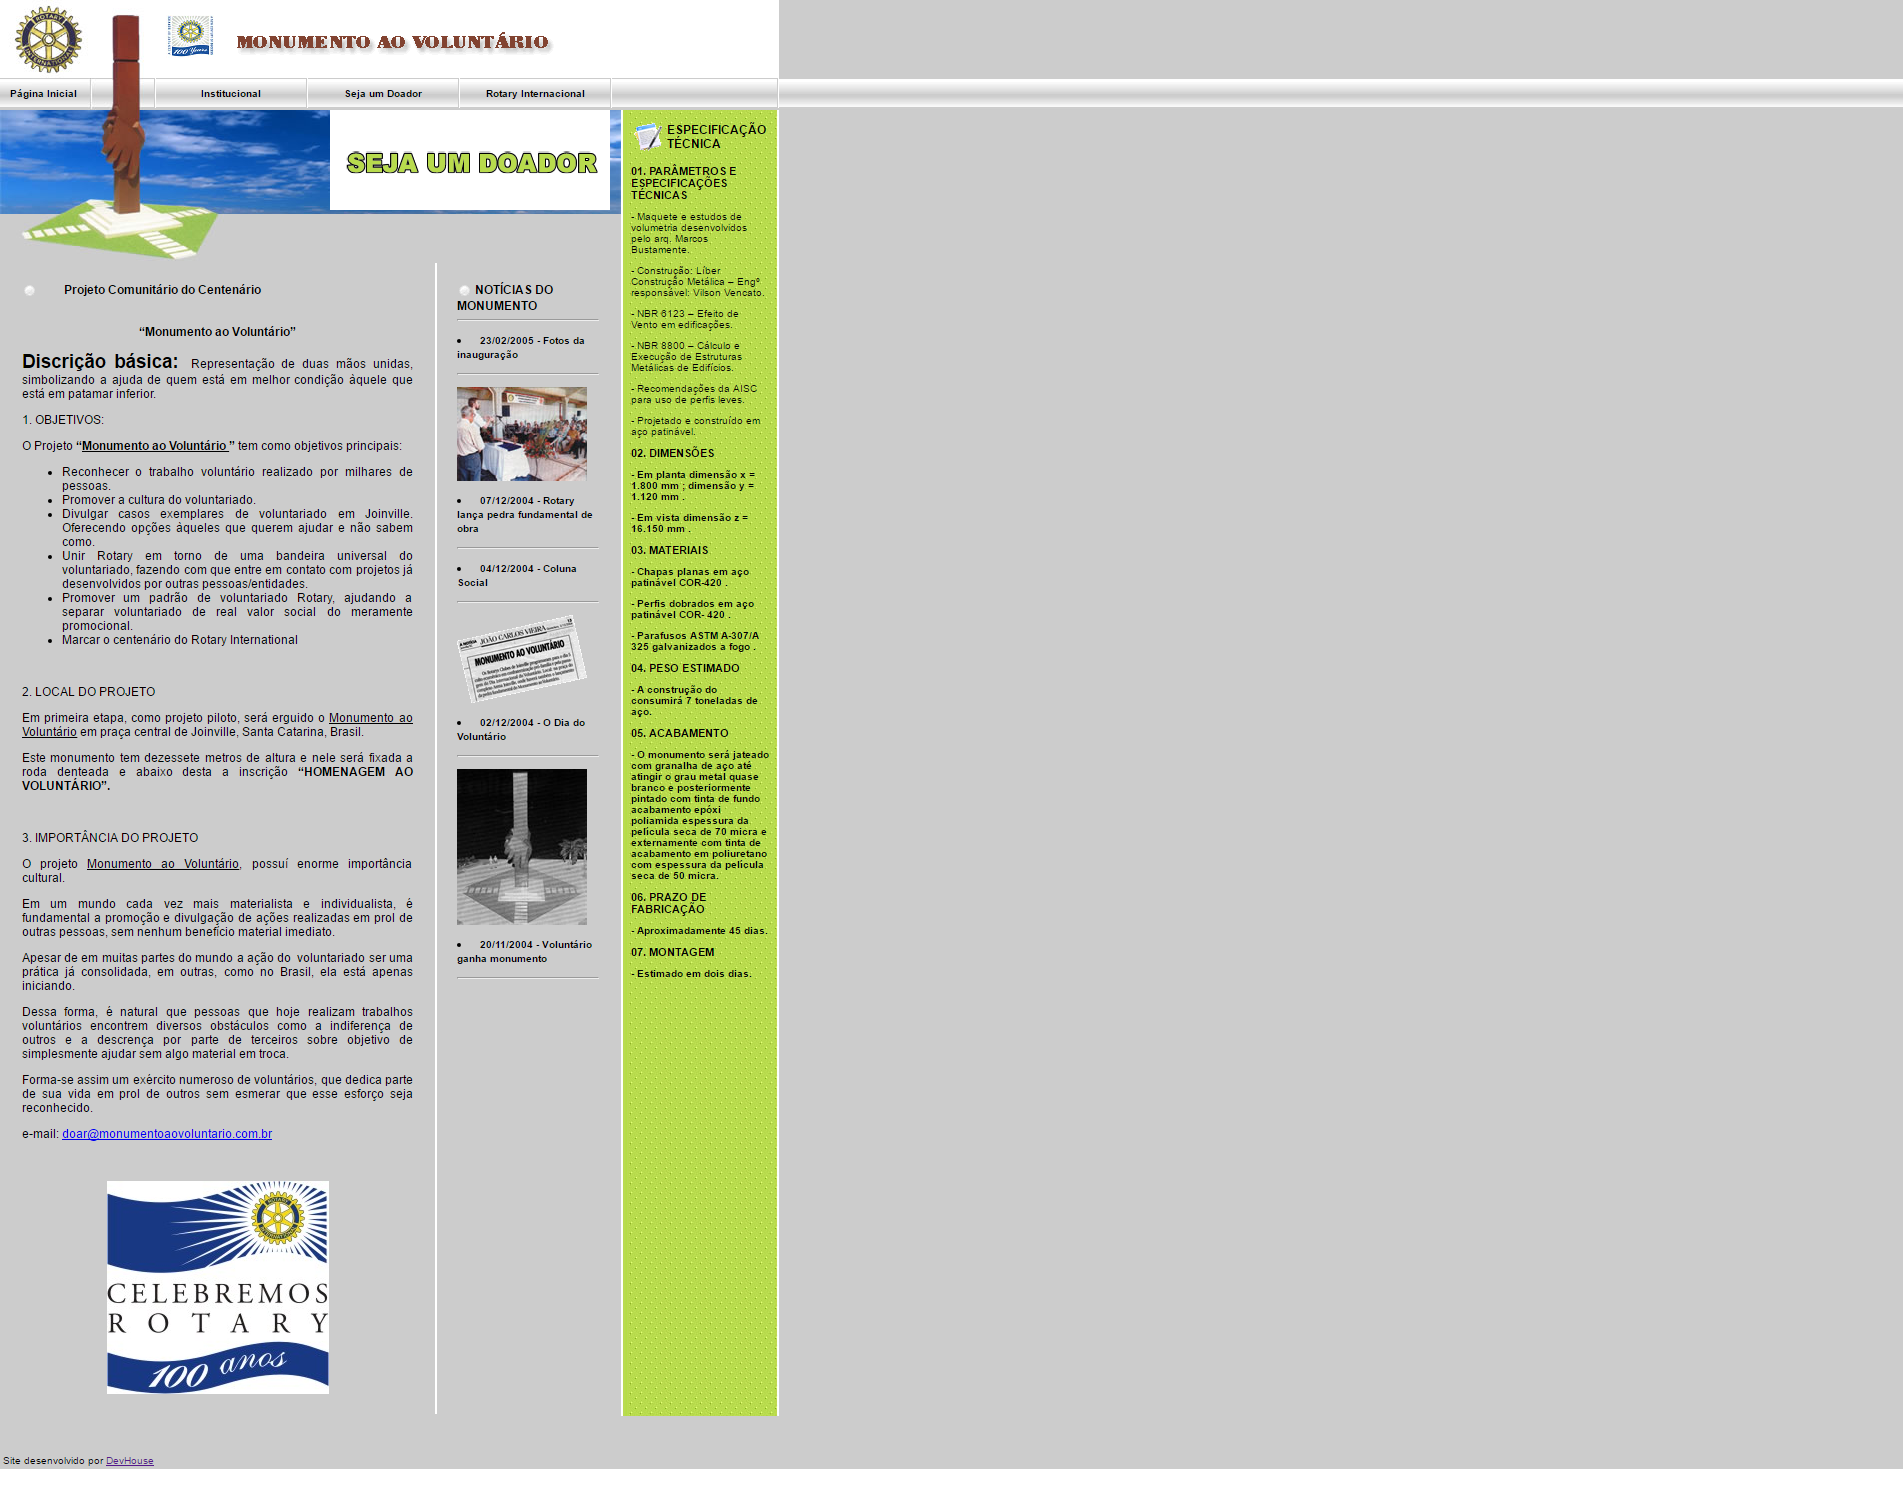 ROTARY
INTERNATIONAL
100 Years
MONUMENTO AO VOLUNTÁRIO
Página Inicial
Institucional
Seja um Doador
Rotary Internacional
SEJA UM DOADOR
Projeto Comunitário do Centenário
“Monumento ao Voluntário”
Discrição básica: Representação de duas mãos unidas,
simbolizando a ajuda de quem está em melhor condição àquele que
está em patamar inferior.
1. OBJETIVOS:
O Projeto “Monumento ao Voluntário ” tem como objetivos principais:
• Reconhecer o trabalho voluntário realizado por milhares de
pessoas.
• Promover a cultura do voluntariado.
• Divulgar casos exemplares de voluntariado em Joinville.
Oferecendo opções àqueles que querem ajudar e não sabem
como.
• Unir Rotary em torno de uma bandeira universal do
voluntariado, fazendo com que entre em contato com projetos já
desenvolvidos por outras pessoas/entidades.
• Promover um padrão de voluntariado Rotary, ajudando a
separar voluntariado de real valor social do meramente
promocional.
• Marcar o centenário do Rotary International
2. LOCAL DO PROJETO
Em primeira etapa, como projeto piloto, será erguido o Monumento ao
Voluntário em praça central de Joinville, Santa Catarina, Brasil.
Este monumento tem dezessete metros de altura e nele será fixada a
roda denteada e abaixo desta a inscrição “HOMENAGEM AO
VOLUNTÁRIO”.
3. IMPORTÂNCIA DO PROJETO
O projeto Monumento ao Voluntário, possuí enorme importância
cultural.
Em um mundo cada vez mais materialista e individualista, é
fundamental a promoção e divulgação de ações realizadas em prol de
outras pessoas, sem nenhum benefício material imediato.
Apesar de em muitas partes do mundo a ação do voluntariado ser uma
prática já consolidada, em outras, como no Brasil, ela está apenas
iniciando.
Dessa forma, é natural que pessoas que hoje realizam trabalhos
voluntários encontrem diversos obstáculos como a indiferença de
outros e a descrença por parte de terceiros sobre objetivo de
simplesmente ajudar sem algo material em troca.
Forma-se assim um exército numeroso de voluntários, que dedica parte
de sua vida em prol de outros sem esmerar que esse esforço seja
reconhecido.
e-mail: doar@monumentoaovoluntario.com.br
ROTARY
INTERNATIONAL
CELEBREMOS
ROTARY
100 anos
NOTÍCIAS DO
MONUMENTO
• 23/02/2005 - Fotos da
inauguração
• 07/12/2004 - Rotary
lança pedra fundamental de
obra
• 04/12/2004 - Coluna
Social
JOÃO CARLOS VIEIRA
MONUMENTO AO VOLUNTÁRIO
• 02/12/2004 - O Dia do
Voluntário
• 20/11/2004 - Voluntário
ganha monumento
ESPECIFICAÇÃO
TÉCNICA
01. PARÂMETROS E
ESPECIFICAÇÕES
TÉCNICAS
- Maquete e estudos de
volumetria desenvolvidos
pelo arq. Marcos
Bustamente.
- Construção: Líber
Construção Metálica – Engº
responsável: Vilson Vencato.
- NBR 6123 – Efeito de
Vento em edificações.
- NBR 8800 – Cálculo e
Execução de Estruturas
Metálicas de Edifícios.
- Recomendações da AISC
para uso de perfis leves.
- Projetado e construído em
aço patinável.
02. DIMENSÕES
- Em planta dimensão x =
1.800 mm ; dimensão y =
1.120 mm .
- Em vista dimensão z =
16.150 mm .
03. MATERIAIS
- Chapas planas em aço
patinável COR-420 .
- Perfis dobrados em aço
patinável COR- 420 .
- Parafusos ASTM A-307/A
325 galvanizados a fogo .
04. PESO ESTIMADO
- A construção do
consumirá 7 toneladas de
aço.
05. ACABAMENTO
- O monumento será jateado
com granalha de aço até
atingir o grau metal quase
branco e posteriormente
pintado com tinta de fundo
acabamento epóxi
poliamida espessura da
película seca de 70 micra e
externamente com tinta de
acabamento em poliuretano
com espessura da película
seca de 50 micra.
06. PRAZO DE
FABRICAÇÃO
- Aproximadamente 45 dias.
07. MONTAGEM
- Estimado em dois dias.
Site desenvolvido por DevHouse